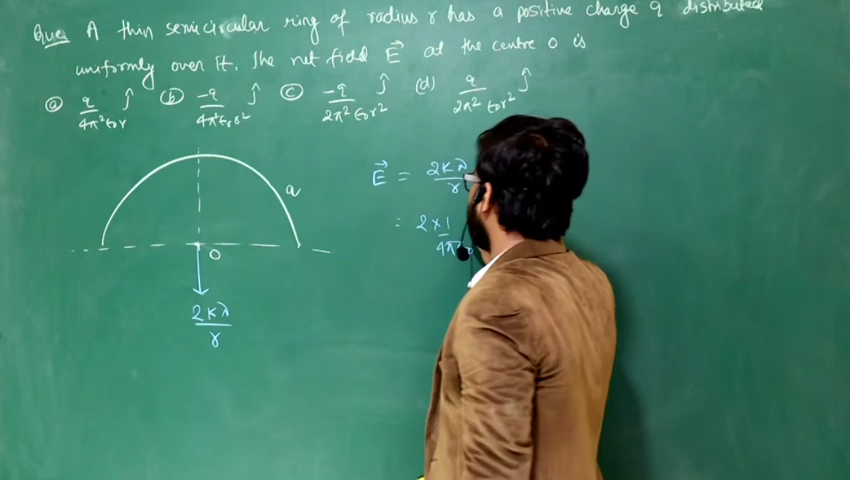 Que: A thin semicircular ring of radius r has a positive charge q distributed
uniformly over it. The net field E⃗ at the centre O is
(a) q/4π²ε₀r ĵ (b) -q/4π²ε₀r² ĵ (c) -q/2π²ε₀r² ĵ (d) q/2π²ε₀r² ĵ
a
O
2Kλ/r
E⃗ = 2Kλ/r
= 2 × 1/4π